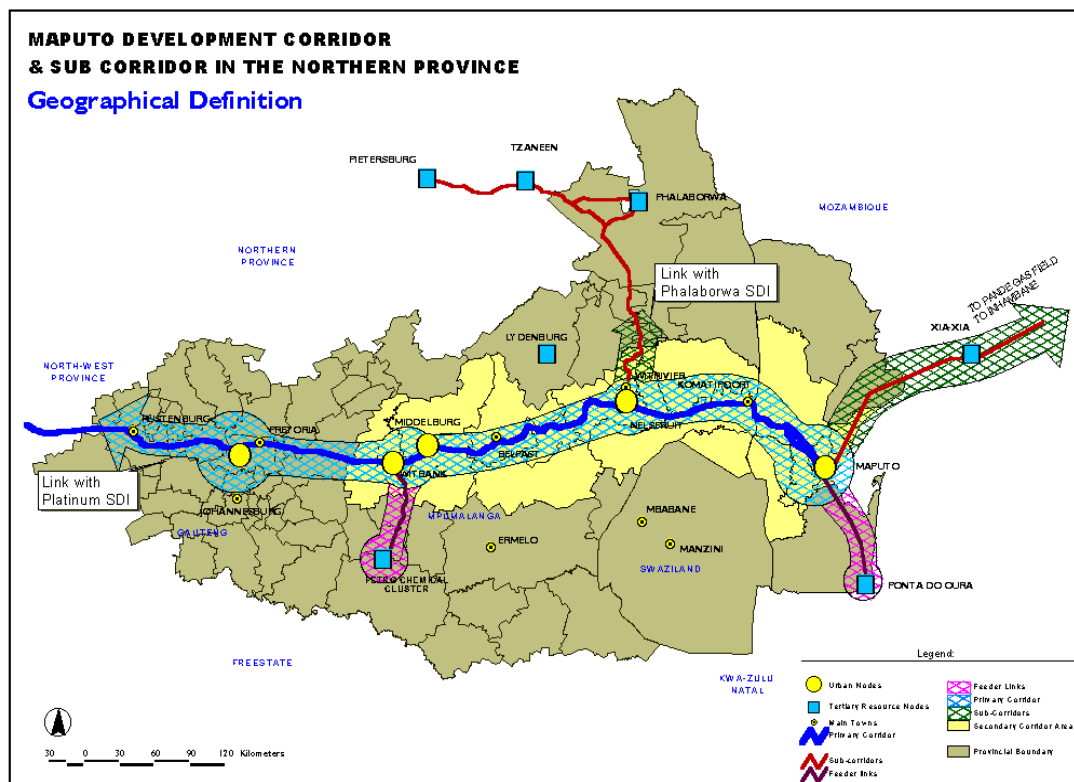 MAPUTO DEVELOPMENT CORRIDOR
& SUB CORRIDOR IN THE NORTHERN PROVINCE
Geographical Definition
PIETERSBURG
TZANEEN
PHALABORWA
MOZAMBIQUE
NORTHERN
PROVINCE
Link with
Phalaborwa SDI
TO PANDE GAS FIELD
TO INHAMBANE
XIA-XIA
LYDENBURG
NORTH-WEST
PROVINCE
WITRIVIER
KOMATIPOORT
RUSTENBURG
PRETORIA
MIDDELBURG
NELSPRUIT
BELFAST
WITBANK
MAPUTO
Link with
Platinum SDI
JOHANNESBURG
GAUTENG
MPUMALANGA
MBABANE
ERMELO
MANZINI
SWAZILAND
PETROCHEMICAL
CLUSTER
PONTA DO OURA
FREESTATE
KWA-ZULU
NATAL
Legend:
Urban Nodes
Tertiary Resource Nodes
Main Towns
Primary Corridor
Sub-corridors
Feeder links
Feeder Links
Primary Corridor
Sub-Corridors
Secondary Corridor Area
Provincial Boundary
30 0 30 60 90 120 Kilometers